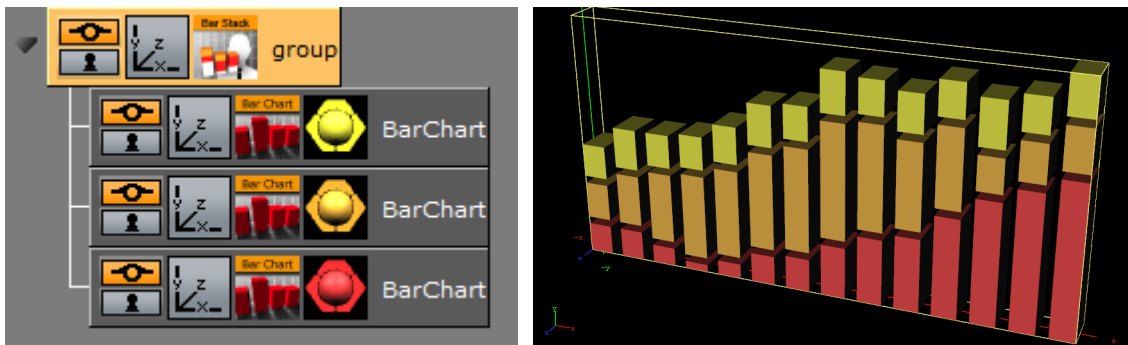 Bar Stack
group
Y Z X
Bar Chart
BarChart
Y Z X
Bar Chart
BarChart
Y Z X
Bar Chart
BarChart
Y Z X
-x
z
-y
x
y
z
x